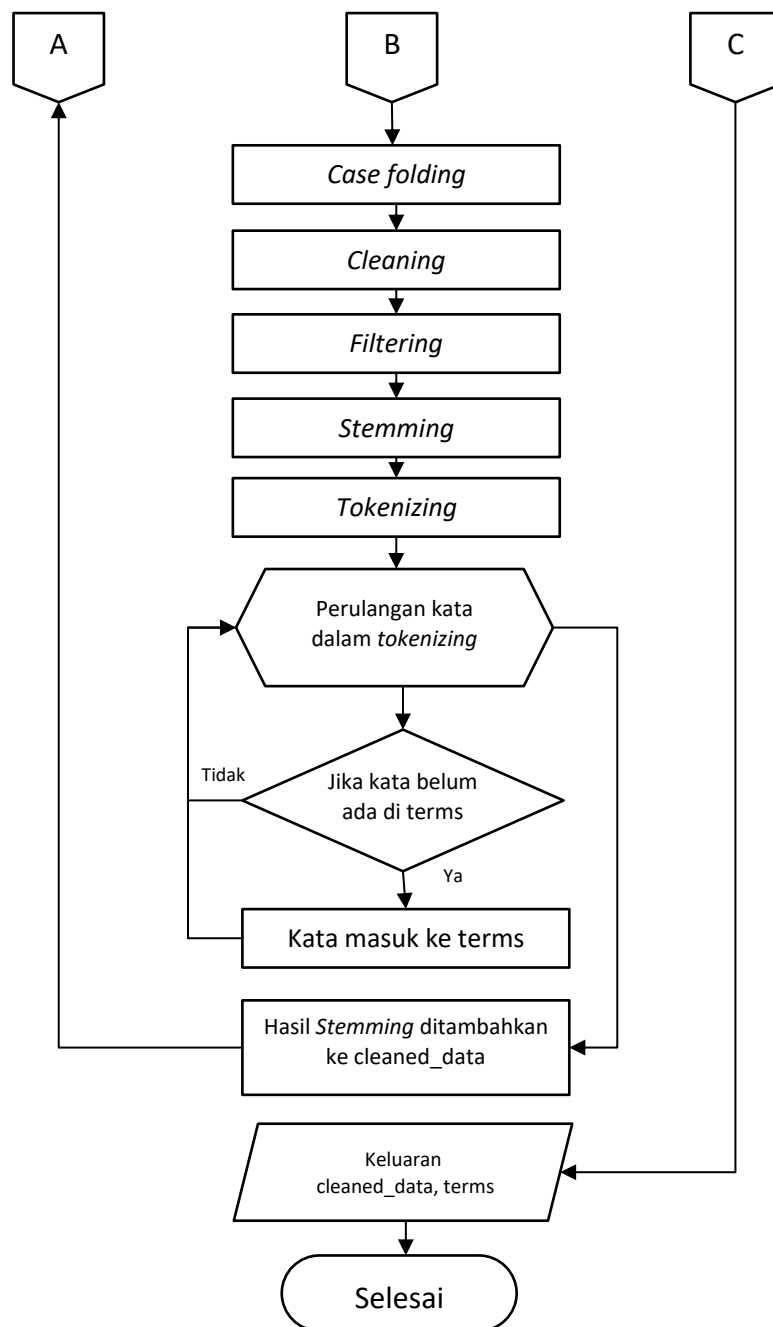 A
B
C
Case folding
Cleaning
Filtering
Stemming
Tokenizing
Perulangan kata
dalam tokenizing
Tidak
Jika kata belum
ada di terms
Ya
Kata masuk ke terms
Hasil Stemming ditambahkan
ke cleaned_data
Keluaran
cleaned_data, terms
Selesai